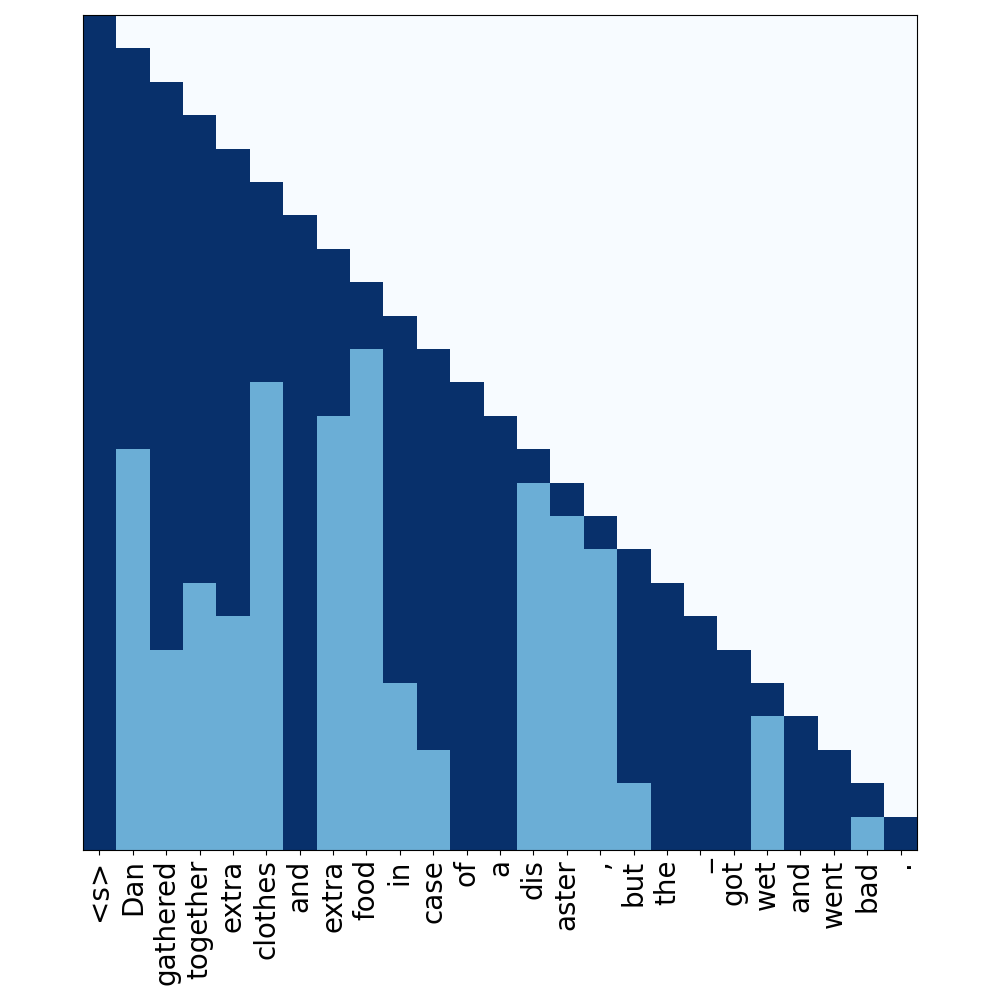 <s>
Dan
gathered
together
extra
clothes
and
extra
food
in
case
of
a
dis
aster
,
but
the
_
got
wet
and
went
bad
.